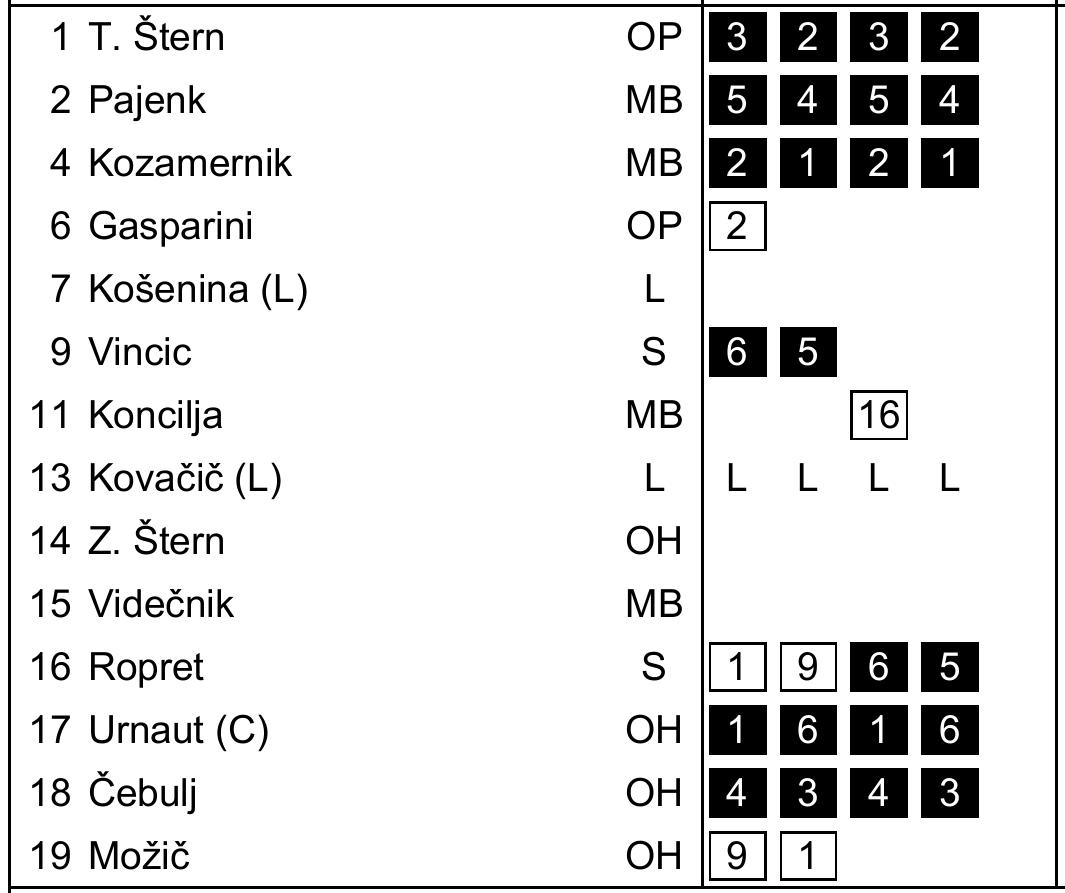 1 T. Štern OP 3 2 3 2
2 Pajenk MB 5 4 5 4
4 Kozamernik MB 2 1 2 1
6 Gasparini OP 2
7 Košenina (L) L
9 Vincic S 6 5
11 Koncilja MB 16
13 Kovačič (L) L L L L L
14 Z. Štern OH
15 Videčnik MB
16 Ropret S 1 9 6 5
17 Urnaut (C) OH 1 6 1 6
18 Čebulj OH 4 3 4 3
19 Možič OH 9 1